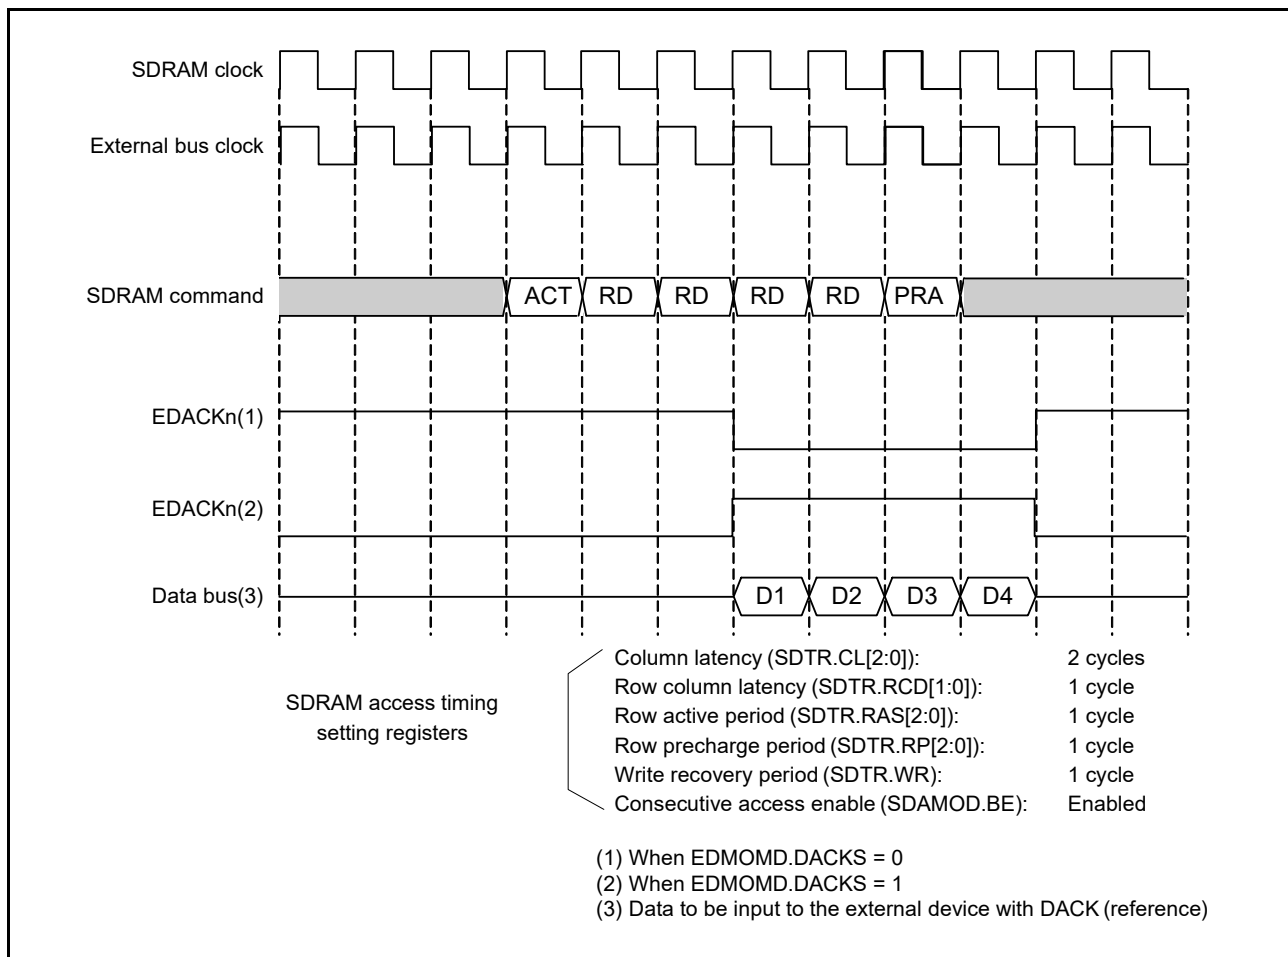 SDRAM clock
External bus clock
SDRAM command ACT RD RD RD RD PRA
EDACKn(1)
EDACKn(2)
Data bus(3) D1 D2 D3 D4
SDRAM access timing
setting registers
Column latency (SDTR.CL[2:0]): 2 cycles
Row column latency (SDTR.RCD[1:0]): 1 cycle
Row active period (SDTR.RAS[2:0]): 1 cycle
Row precharge period (SDTR.RP[2:0]): 1 cycle
Write recovery period (SDTR.WR): 1 cycle
Consecutive access enable (SDAMOD.BE): Enabled
(1) When EDMOMD.DACKS = 0
(2) When EDMOMD.DACKS = 1
(3) Data to be input to the external device with DACK (reference)